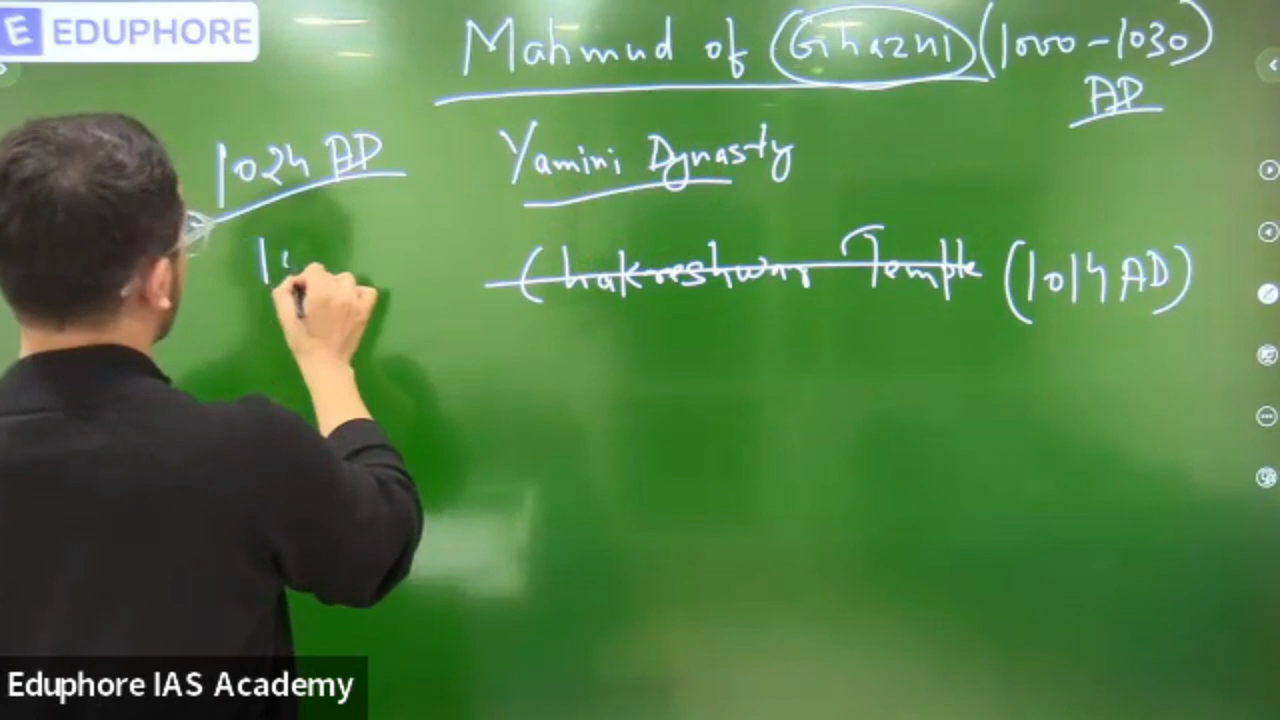 E EDUPHORE
Mahmud of Ghazni (1000-1030)
AD
1024 AD
Yamini Dynasty
Chakreshwar Temple (1014 AD)
Eduphore IAS Academy